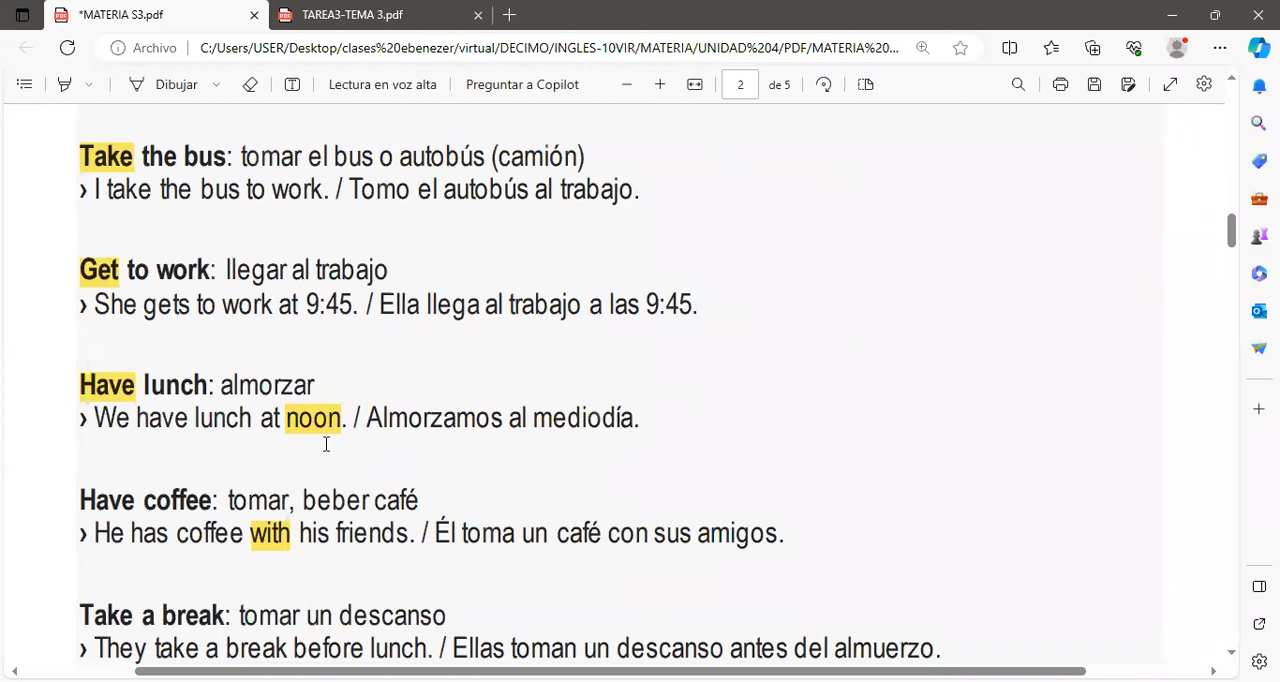 *MATERIA S3.pdf
TAREA3-TEMA 3.pdf
Archivo
C:/Users/USER/Desktop/clases%20ebenezer/virtual/DECIMO/INGLES-10VIR/MATERIA/UNIDAD%204/PDF/MATERIA%20...
Dibujar
Lectura en voz alta
Preguntar a Copilot
2
de 5
Take the bus: tomar el bus o autobús (camión)
› I take the bus to work. / Tomo el autobús al trabajo.
Get to work: llegar al trabajo
› She gets to work at 9:45. / Ella llega al trabajo a las 9:45.
Have lunch: almorzar
› We have lunch at noon. / Almorzamos al mediodía.
Have coffee: tomar, beber café
› He has coffee with his friends. / Él toma un café con sus amigos.
Take a break: tomar un descanso
› They take a break before lunch. / Ellas toman un descanso antes del almuerzo.